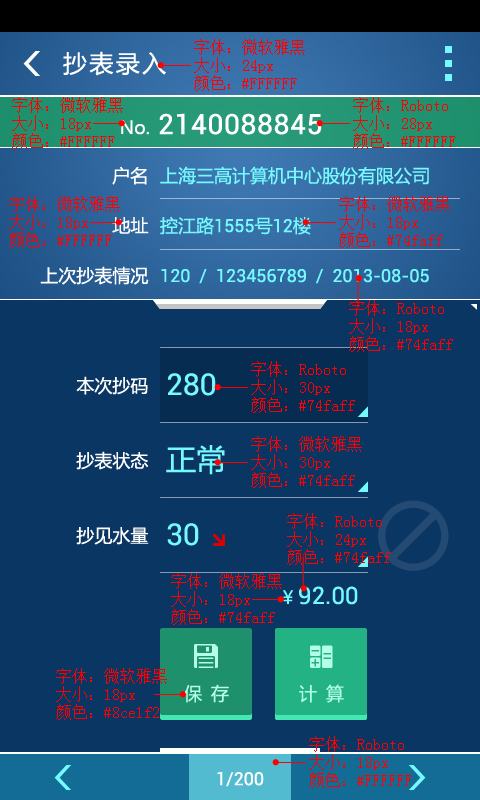 抄表录入
字体：微软雅黑
大小：24px
颜色：#FFFFFF
字体：微软雅黑
大小：18px
颜色：#FFFFFF
No. 2140088845
字体：Roboto
大小：28px
颜色：#FFFFFF
户名 上海三高计算机中心股份有限公司
字体：微软雅黑
大小：18px
颜色：#ffffff
地址 控江路1555号12楼
字体：微软雅黑
大小：18px
颜色：#74faff
上次抄表情况 120 / 123456789 / 2013-08-05
字体：Roboto
大小：18px
颜色：#74faff
本次抄码 280
字体：Roboto
大小：30px
颜色：#74faff
抄表状态 正常
字体：微软雅黑
大小：30px
颜色：#74faff
抄见水量 30
字体：Roboto
大小：24px
颜色：#74faff
字体：微软雅黑
大小：18px
颜色：#74faff
¥ 92.00
保 存
计 算
字体：微软雅黑
大小：18px
颜色：#8ce1f2
1/200
字体：Roboto
大小：18px
颜色：#FFFFFF